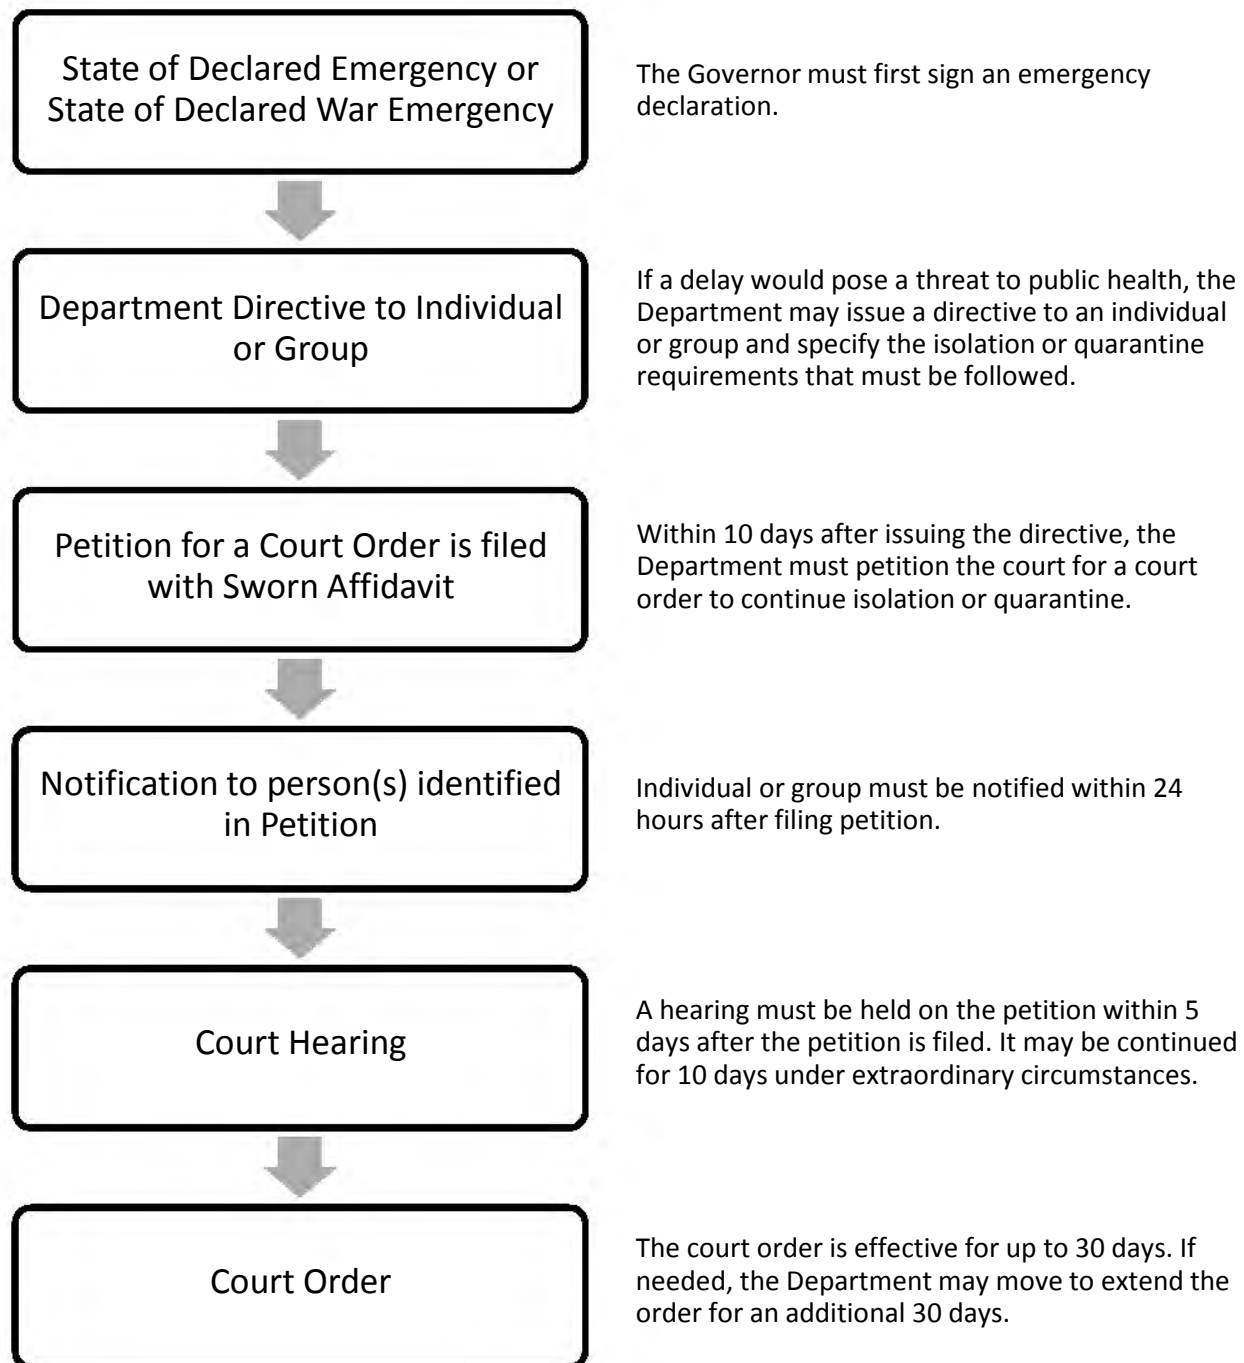 State of Declared Emergency or
State of Declared War Emergency
The Governor must first sign an emergency
declaration.
Department Directive to Individual
or Group
If a delay would pose a threat to public health, the
Department may issue a directive to an individual
or group and specify the isolation or quarantine
requirements that must be followed.
Petition for a Court Order is filed
with Sworn Affidavit
Within 10 days after issuing the directive, the
Department must petition the court for a court
order to continue isolation or quarantine.
Notification to person(s) identified
in Petition
Individual or group must be notified within 24
hours after filing petition.
Court Hearing
A hearing must be held on the petition within 5
days after the petition is filed. It may be continued
for 10 days under extraordinary circumstances.
Court Order
The court order is effective for up to 30 days. If
needed, the Department may move to extend the
order for an additional 30 days.